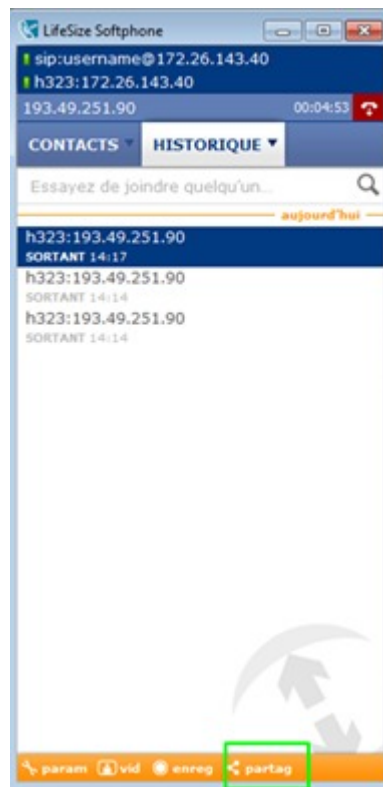 LifeSize Softphone
sip:username@172.26.143.40
h323:172.26.143.40
193.49.251.90 00:04:53
CONTACTS HISTORIQUE
Essayez de joindre quelqu'un...
aujourd'hui
h323:193.49.251.90
SORTANT 14:17
h323:193.49.251.90
SORTANT 14:14
h323:193.49.251.90
SORTANT 14:14
param vid enreg partag